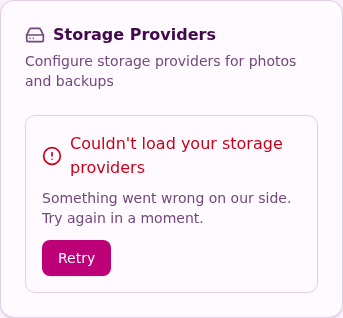 Storage Providers
Configure storage providers for photos
and backups
Couldn't load your storage
providers
Something went wrong on our side.
Try again in a moment.
Retry